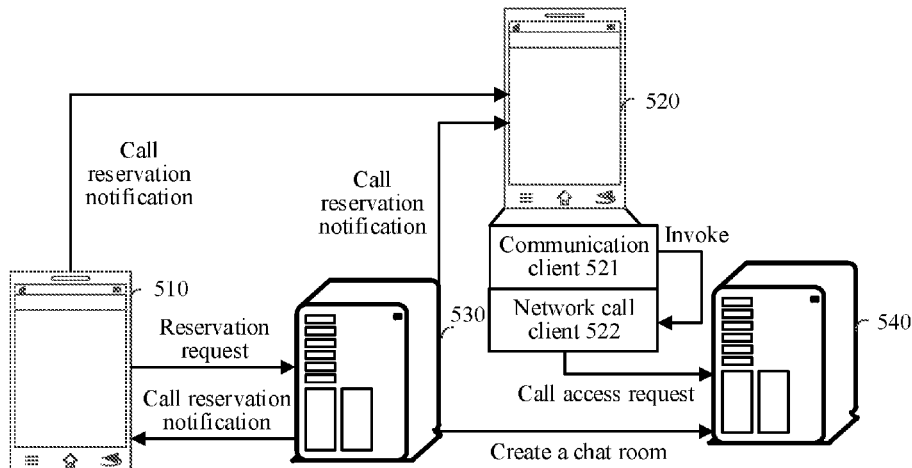 520
Call
reservation
notification
Call
reservation
notification
Communication
client 521
Invoke
510
Network call
client 522
530
540
Reservation
request
Call access request
Call reservation
notification
Create a chat room